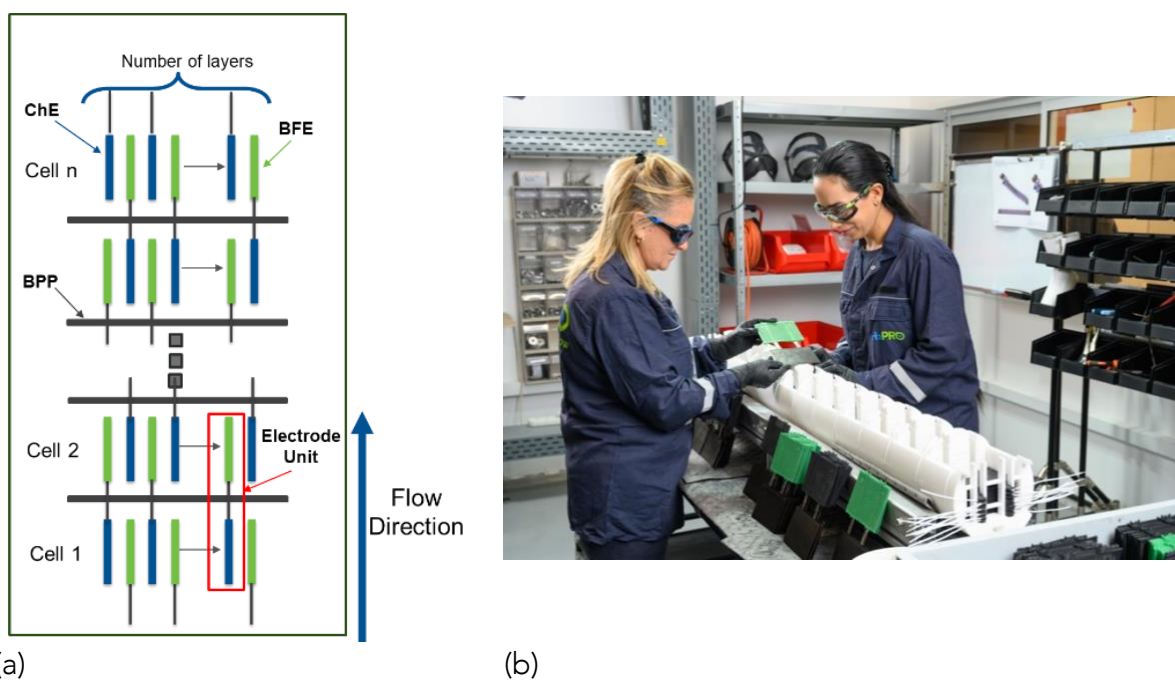 Number of layers
ChE
BFE
Cell n
BPP
Cell 2
Electrode
Unit
Flow
Direction
Cell 1
PRO
(b)